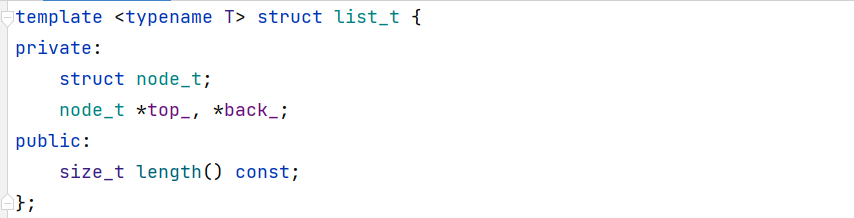 template <typename T> struct list_t {
private:
    struct node_t;
    node_t *top_, *back_;
public:
    size_t length() const;
};